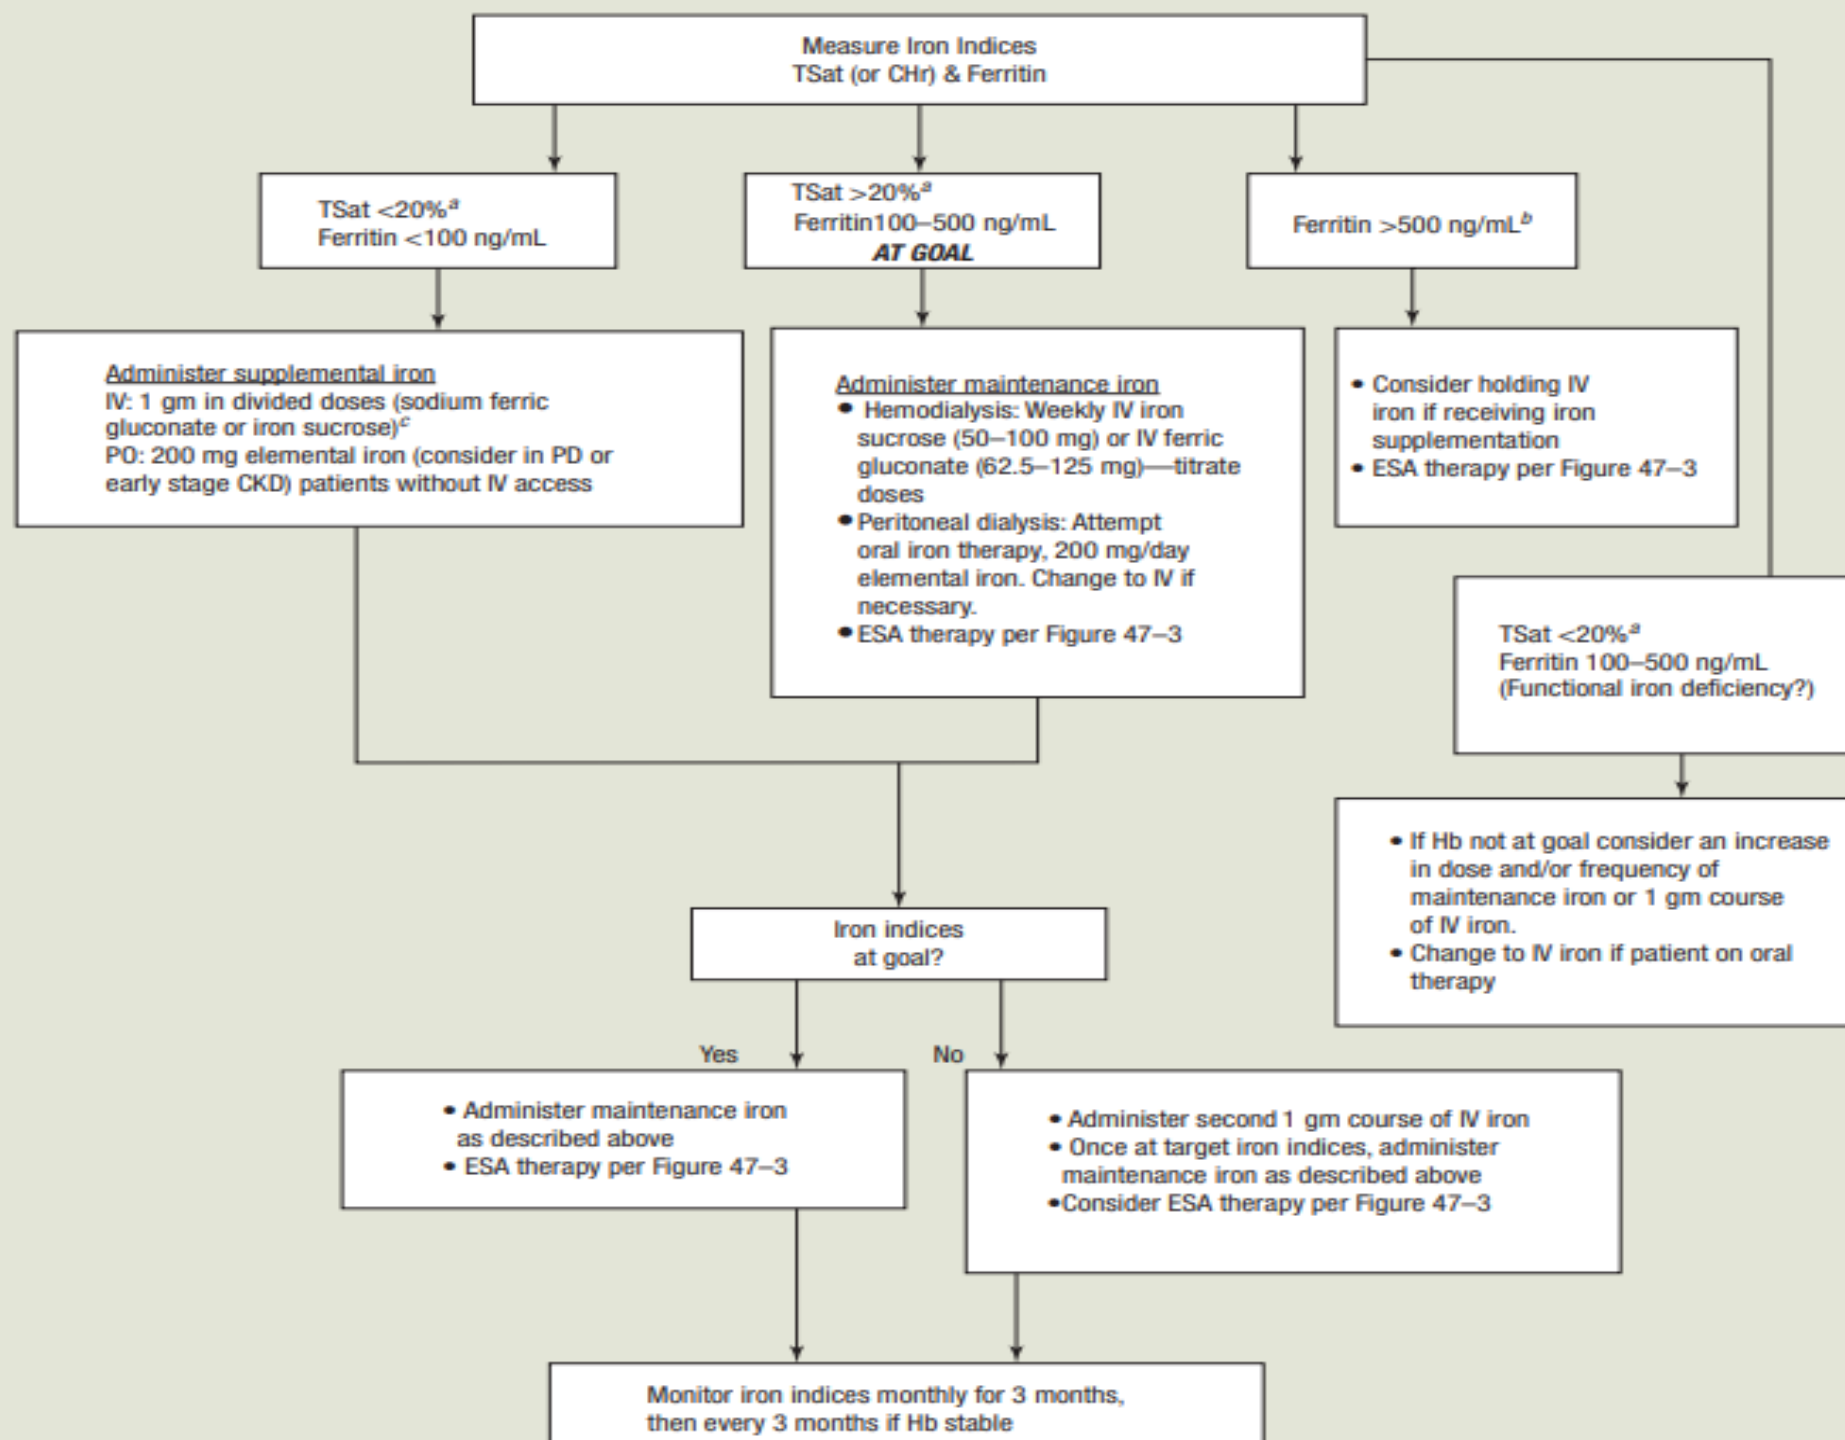 Measure Iron Indices
TSat (or CHr) & Ferritin
TSat <20%a
Ferritin <100 ng/mL
TSat >20%a
Ferritin100–500 ng/mL
AT GOAL
Ferritin >500 ng/mLb
Administer supplemental iron
IV: 1 gm in divided doses (sodium ferric
gluconate or iron sucrose)c
PO: 200 mg elemental iron (consider in PD or
early stage CKD) patients without IV access
Administer maintenance iron
• Hemodialysis: Weekly IV iron
sucrose (50–100 mg) or IV ferric
gluconate (62.5–125 mg)—titrate
doses
• Peritoneal dialysis: Attempt
oral iron therapy, 200 mg/day
elemental iron. Change to IV if
necessary.
• ESA therapy per Figure 47–3
• Consider holding IV
iron if receiving iron
supplementation
• ESA therapy per Figure 47–3
TSat <20%a
Ferritin 100–500 ng/mL
(Functional iron deficiency?)
• If Hb not at goal consider an increase
in dose and/or frequency of
maintenance iron or 1 gm course
of IV iron.
• Change to IV iron if patient on oral
therapy
Iron indices
at goal?
Yes
No
• Administer maintenance iron
as described above
• ESA therapy per Figure 47–3
• Administer second 1 gm course of IV iron
• Once at target iron indices, administer
maintenance iron as described above
•Consider ESA therapy per Figure 47–3
Monitor iron indices monthly for 3 months,
then every 3 months if Hb stable